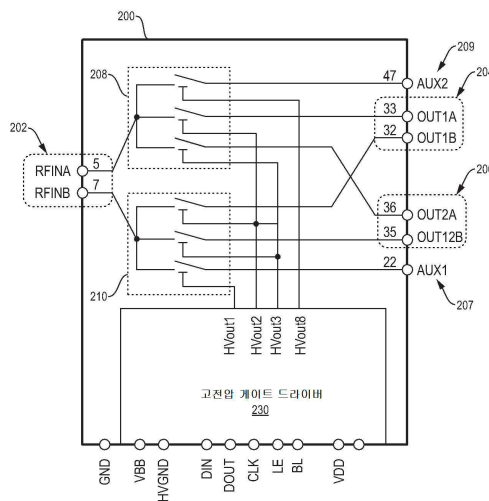 200
209
204
208
47
AUX2
33
OUT1A
32
OUT1B
202
RFINA
5
RFINB
7
206
36
OUT2A
35
OUT12B
22
AUX1
210
207
HVout1
HVout2
HVout3
HVout8
고전압 게이트 드라이버
230
GND
VBB
HVGND
DIN
DOUT
CLK
LE
BL
VDD